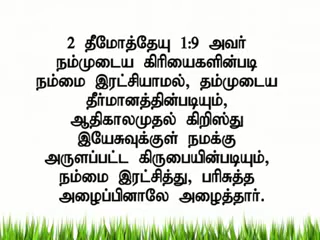 2 தீமோத்தேயு 1:9 அவர்
நம்முடைய கிரியைகளின்படி
நம்மை இரட்சியாமல், தம்முடைய
தீர்மானத்தின்படியும்,
ஆதிகாலமுதல் கிறிஸ்து
இயேசுவுக்குள் நமக்கு
அருளப்பட்ட கிருபையின்படியும்,
நம்மை இரட்சித்து, பரிசுத்த
அழைப்பினாலே அழைத்தார்.